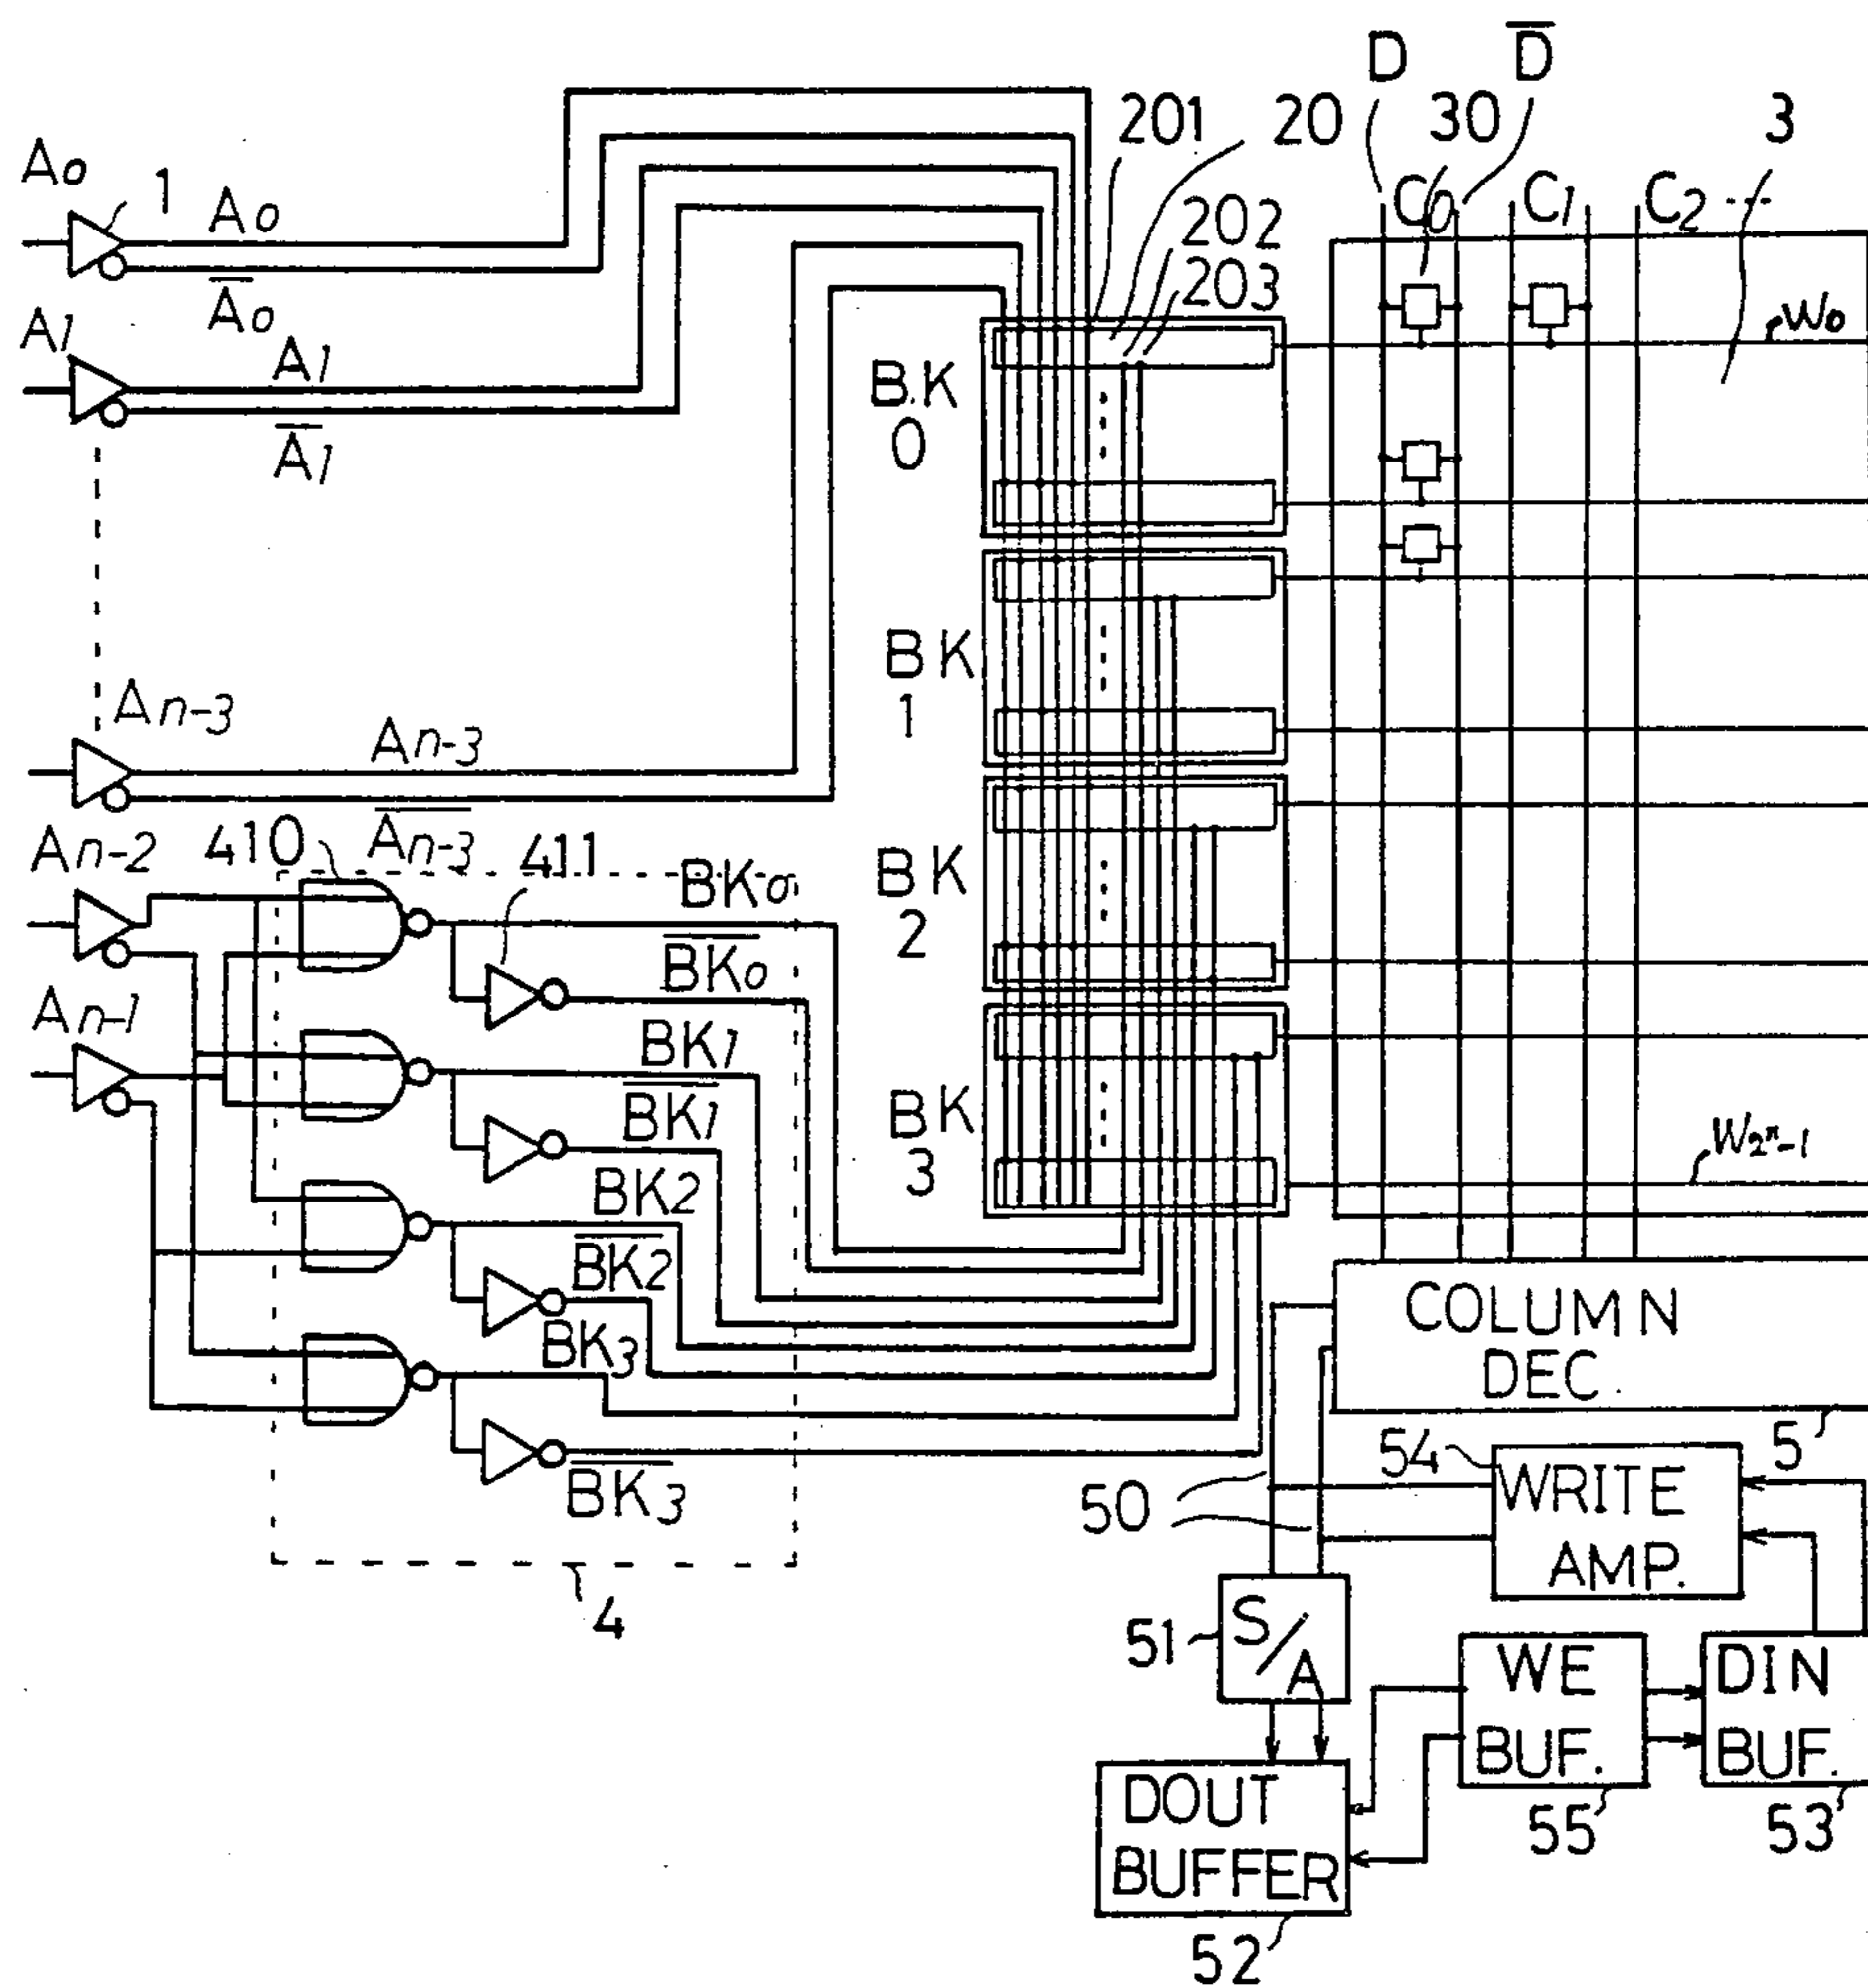 D D̅
201 20 30 3
A0 1 A0
C0 C1 C2 ---
202
203
A̅0̅
W0
A1 A1
BK
0
A̅1̅
BK
1
An-3 An-3
A̅n̅-̅3̅
An-2 410 411 BK0
BK
2
B̅K̅0̅
An-1
BK1
B̅K̅1̅
BK
3
W2ⁿ-1
BK2
B̅K̅2̅
COLUMN
DEC.
BK3
5
B̅K̅3̅
50
54
WRITE
AMP.
4
51
S/A
WE
BUF.
DIN
BUF.
DOUT
BUFFER
55
53
52